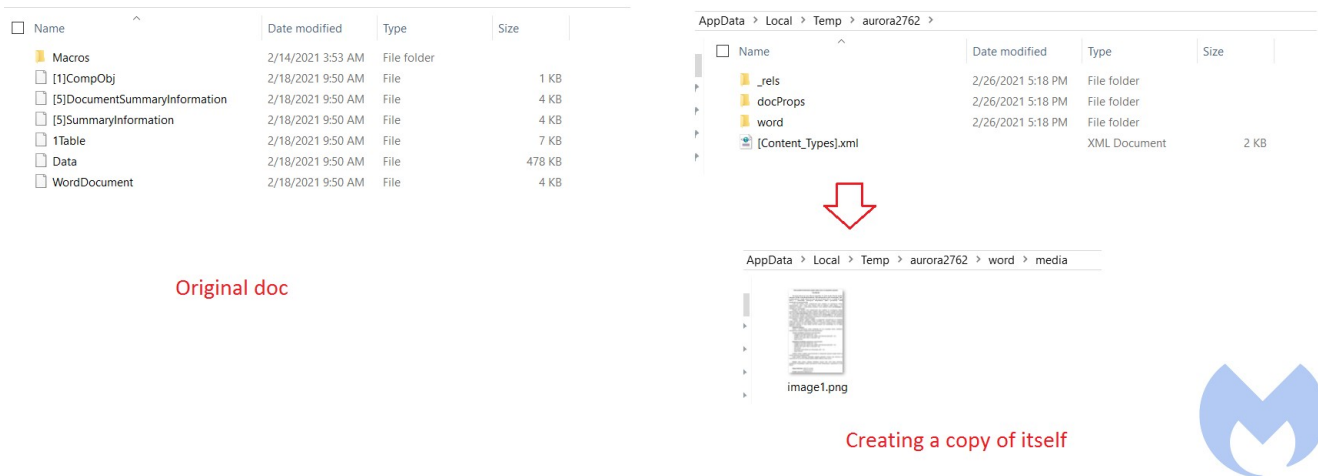 Name Date modified Type Size
Macros 2/14/2021 3:53 AM File folder
[1]CompObj 2/18/2021 9:50 AM File 1 KB
[5]DocumentSummaryInformation 2/18/2021 9:50 AM File 4 KB
[5]SummaryInformation 2/18/2021 9:50 AM File 4 KB
1Table 2/18/2021 9:50 AM File 7 KB
Data 2/18/2021 9:50 AM File 478 KB
WordDocument 2/18/2021 9:50 AM File 4 KB
Original doc
AppData > Local > Temp > aurora2762 >
Name Date modified Type Size
_rels 2/26/2021 5:18 PM File folder
docProps 2/26/2021 5:18 PM File folder
word 2/26/2021 5:18 PM File folder
[Content_Types].xml XML Document 2 KB
AppData > Local > Temp > aurora2762 > word > media
image1.png
Creating a copy of itself